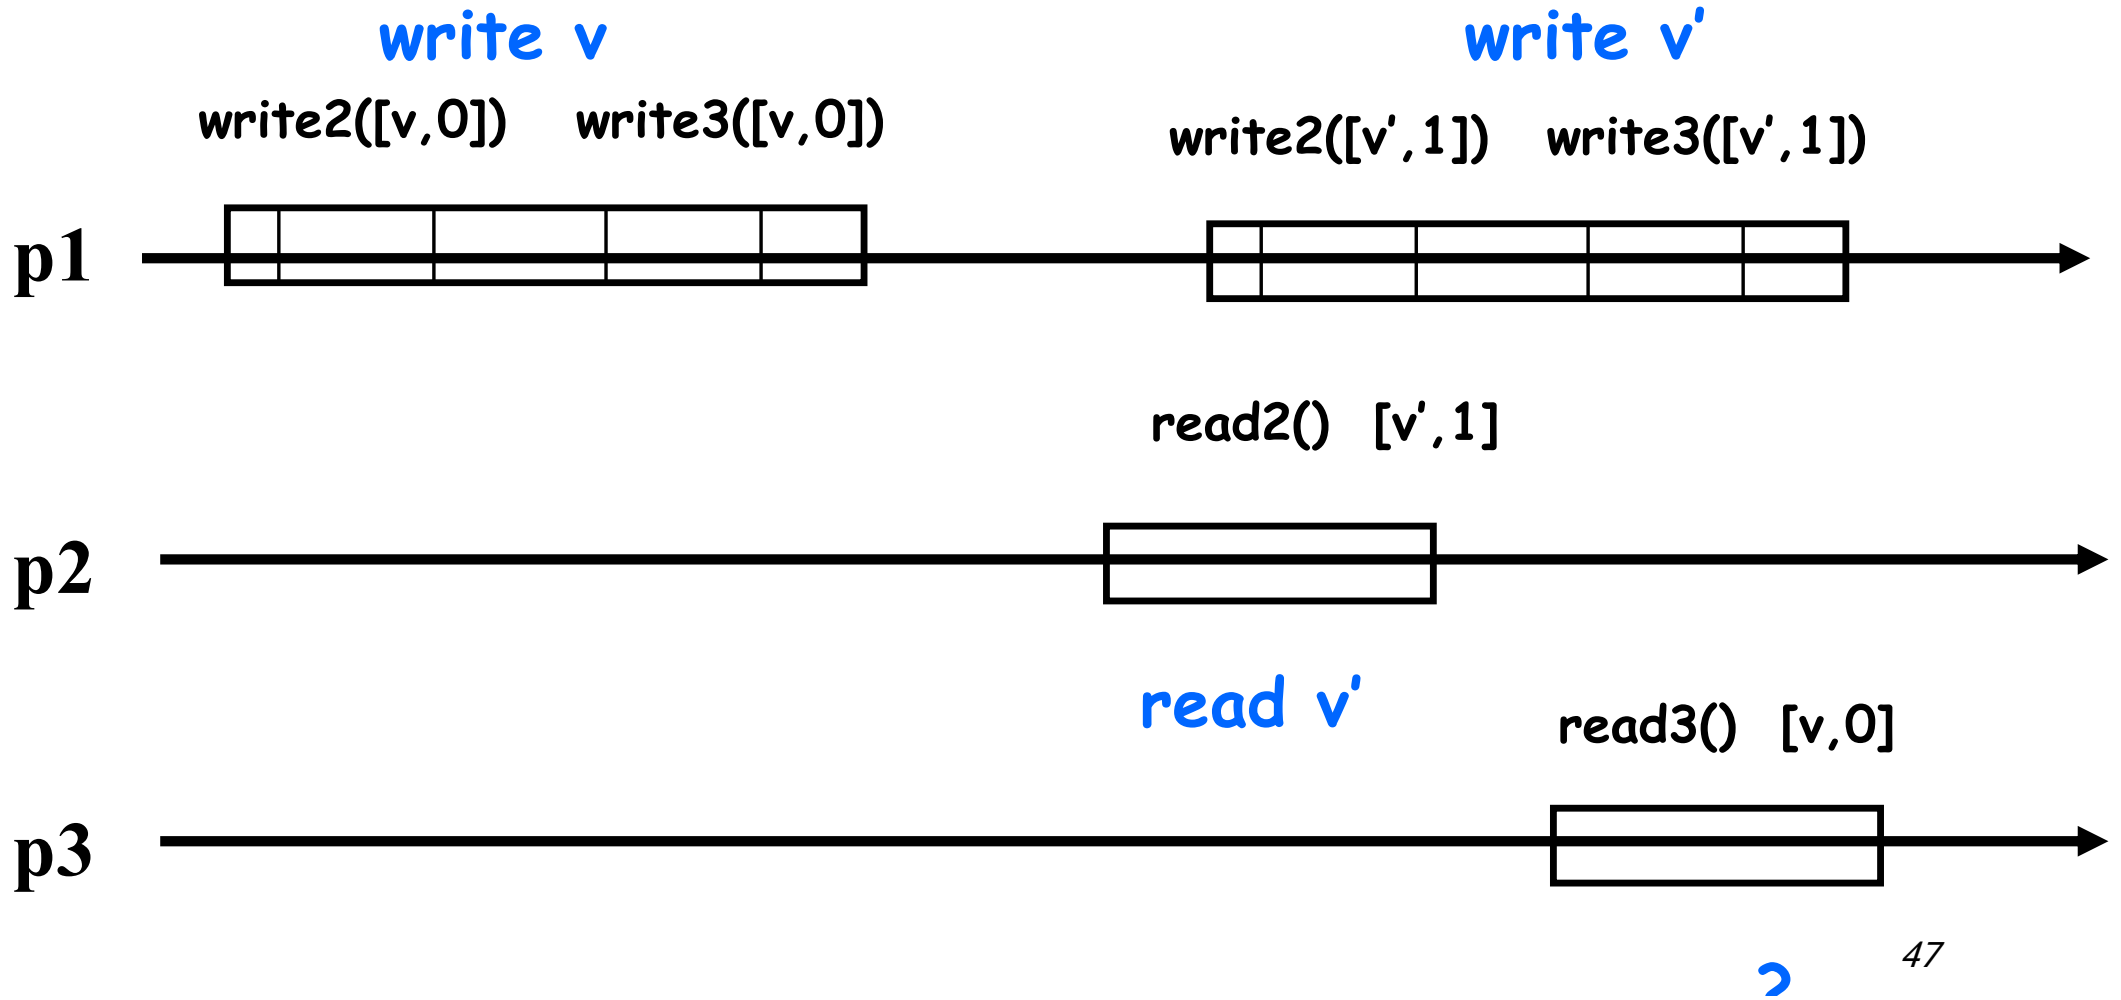 write v write v'
write2([v,0]) write3([v,0]) write2([v',1]) write3([v',1])
p1
read2() [v',1]
p2
read v'
read3() [v,0]
p3
47
?